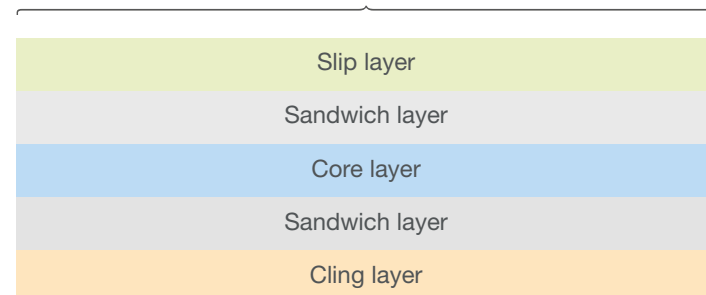 Slip layer
Sandwich layer
Core layer
Sandwich layer
Cling layer